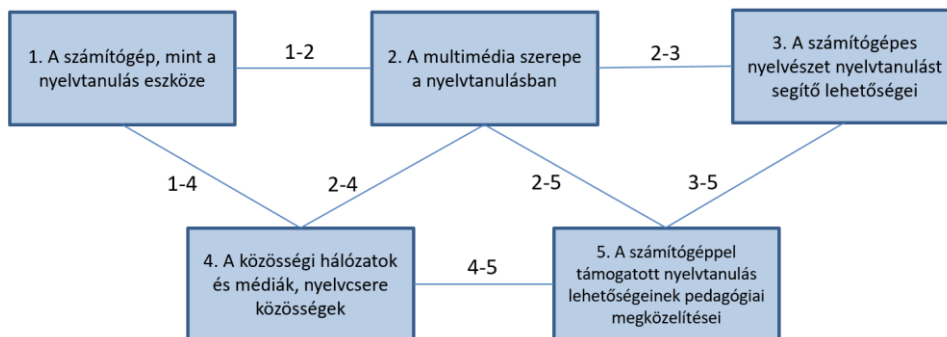 1. A számítógép, mint a
nyelvtanulás eszköze
1-2
2. A multimédia szerepe
a nyelvtanulásban
2-3
3. A számítógépes
nyelvészet nyelvtanulást
segítő lehetőségei
1-4
2-4
2-5
3-5
4. A közösségi hálózatok
és médiák, nyelvcsere
közösségek
4-5
5. A számítógéppel
támogatott nyelvtanulás
lehetőségeinek pedagógiai
megközelítései